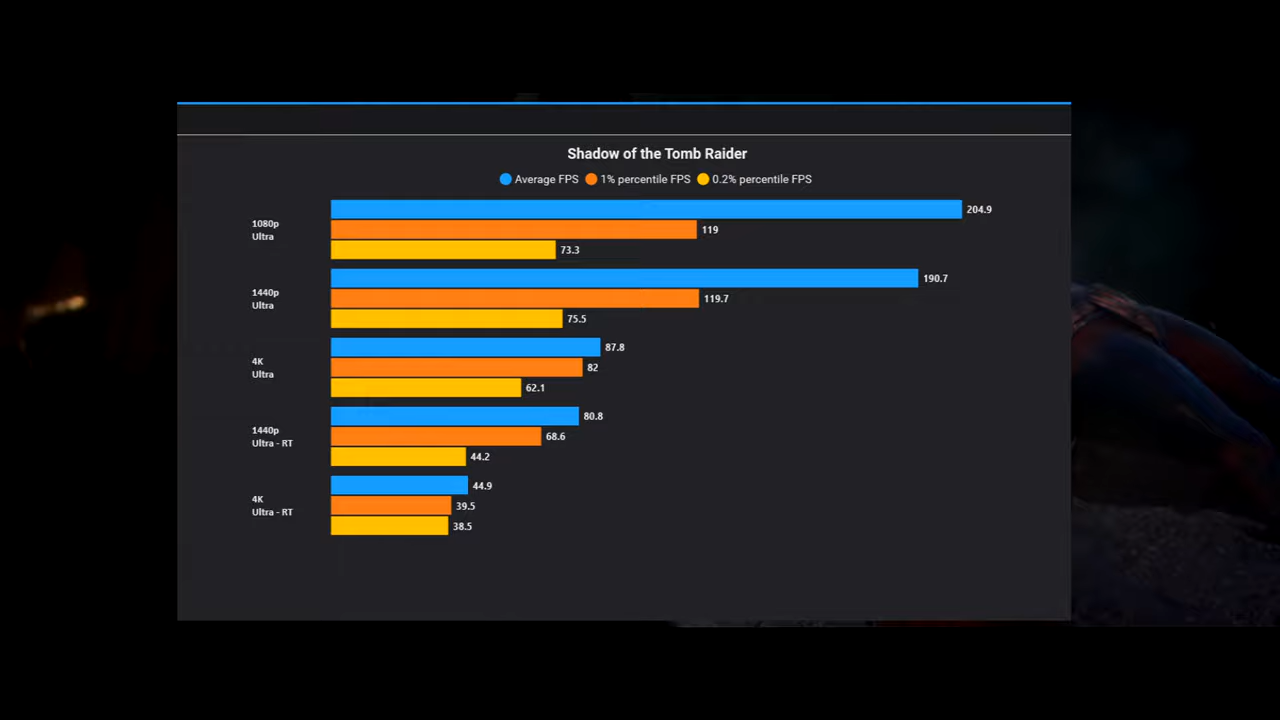 Shadow of the Tomb Raider
Average FPS 1% percentile FPS 0.2% percentile FPS
1080p
Ultra
204.9
119
73.3
1440p
Ultra
190.7
119.7
75.5
4K
Ultra
87.8
82
62.1
1440p
Ultra - RT
80.8
68.6
44.2
4K
Ultra - RT
44.9
39.5
38.5